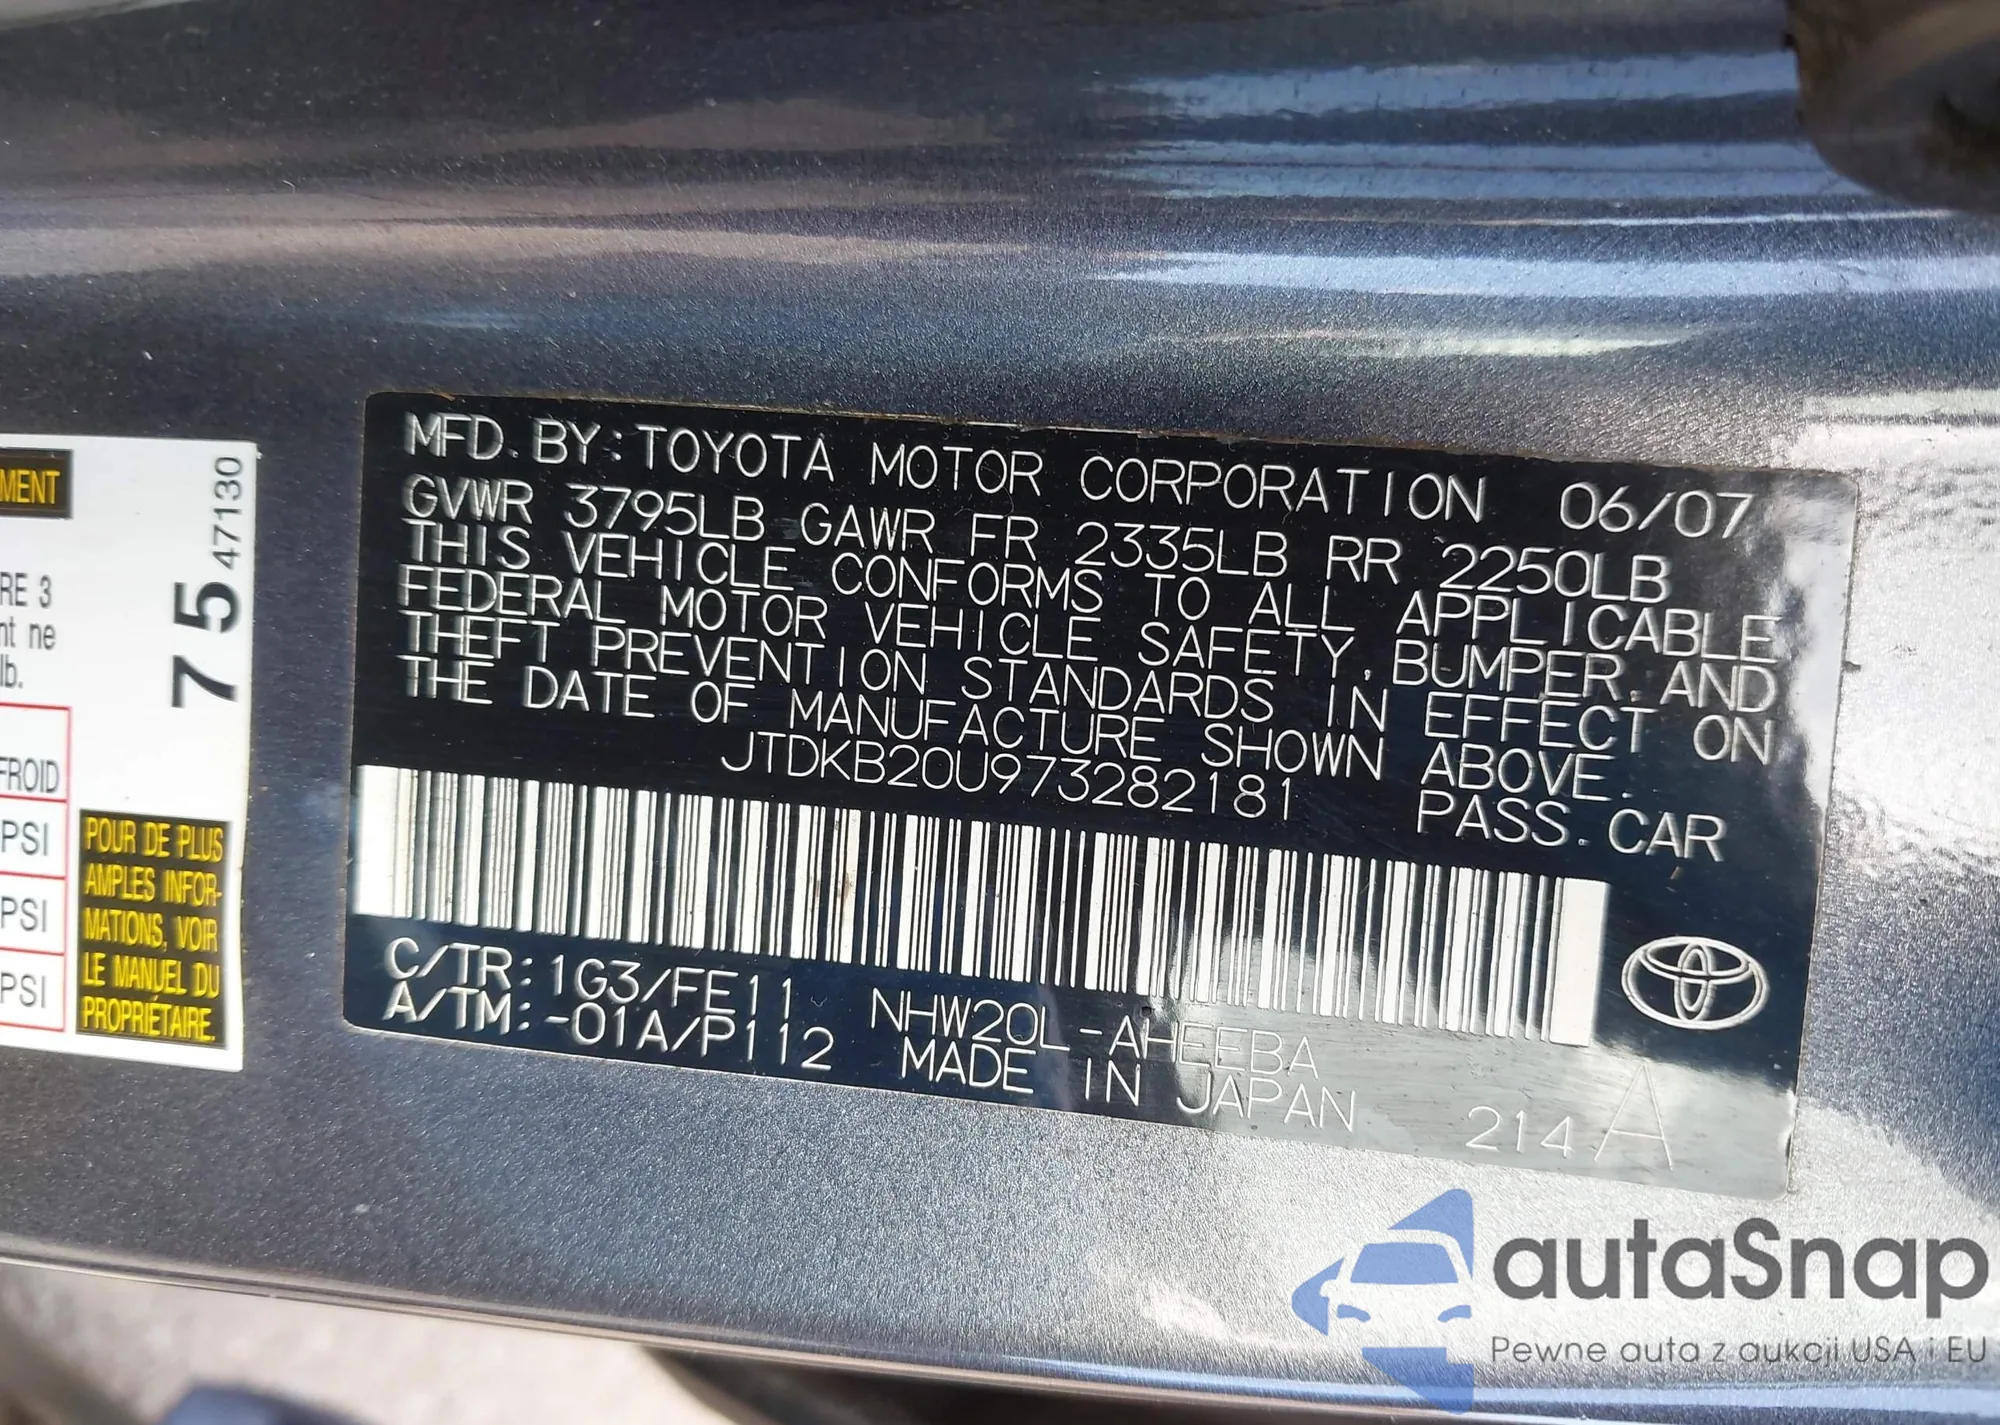 MFD. BY: TOYOTA MOTOR CORPORATION 06/07
GVWR 3795LB GAWR FR 2335LB RR 2250LB
THIS VEHICLE CONFORMS TO ALL APPLICABLE
FEDERAL MOTOR VEHICLE SAFETY, BUMPER, AND
THEFT PREVENTION STANDARDS IN EFFECT ON
THE DATE OF MANUFACTURE SHOWN ABOVE.
JTDKB20U973282181 PASS. CAR
C/TR: 1G3/FE11 NHW20L-AHEEBA
A/TM: -01A/P112 MADE IN JAPAN 214 A
MENT
RE 3
nt ne
lb.
75 47130
FROID
PSI
PSI
PSI
POUR DE PLUS
AMPLES INFOR-
MATIONS, VOIR
LE MANUEL DU
PROPRIÉTAIRE.
autaSnap
Pewne auta z aukcji USA i EU